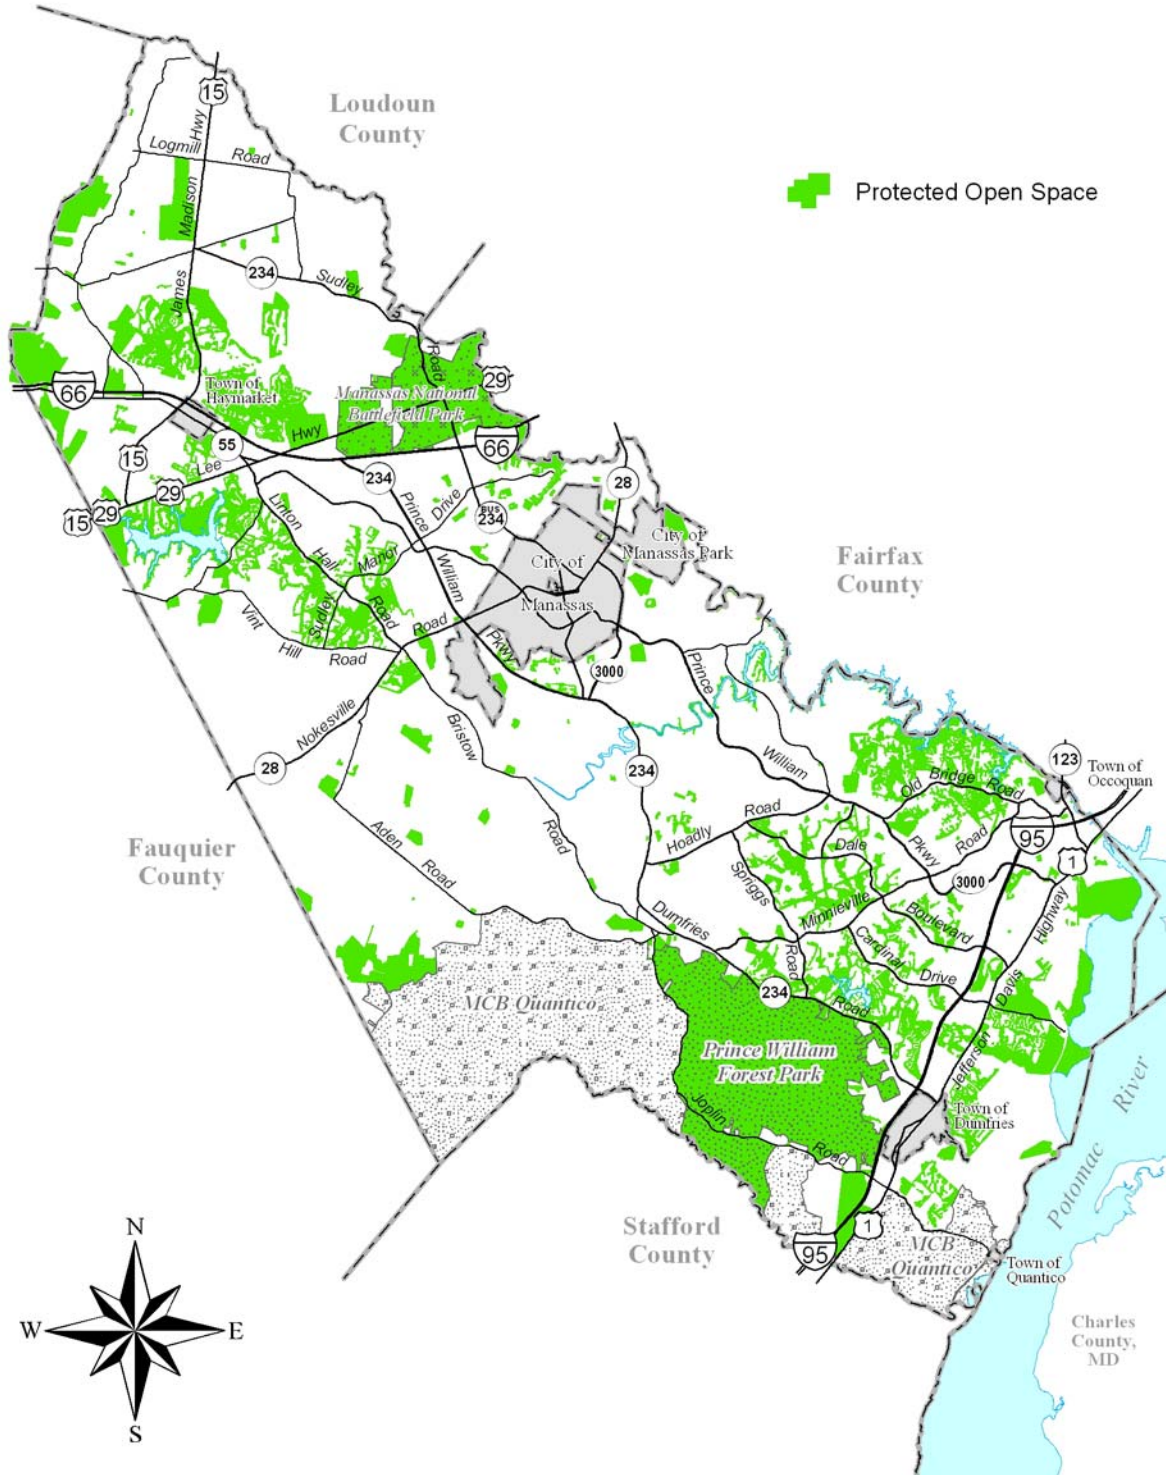 15
Loudoun
County
Hwy
Logmill
Road
Madison
Protected Open Space
234
Sudley
James
Road
29
66
Town of
Haymarket
Manassas National
Battlefield Park
Hwy
66
55
Lee
15
234
28
29
Linton
Prince
Drive
BUS
234
15
29
City of
Manassas Park
City of
Manassas
Fairfax
County
Hall
Manor
William
Sudley
Road
Road
Vint
Hill
Road
Pkwy
3000
Prince
Nokesville
Bristow
28
234
William
123
Town of
Occoquan
Old
Bridge
Road
Fauquier
County
Aden
Road
Road
Hoadly
Road
Dale
Pkwy
Road
95
1
3000
Spriggs
Minnieville
Boulevard
Highway
Dumfries
Cardinal
Drive
Road
Davis
MCB Quantico
234
Road
Prince William
Forest Park
Jefferson
River
Joplin
Road
Town of
Dumfries
Potomac
Stafford
County
1
95
MCB
Quantico
Town of
Quantico
Charles
County,
MD
N
W
E
S